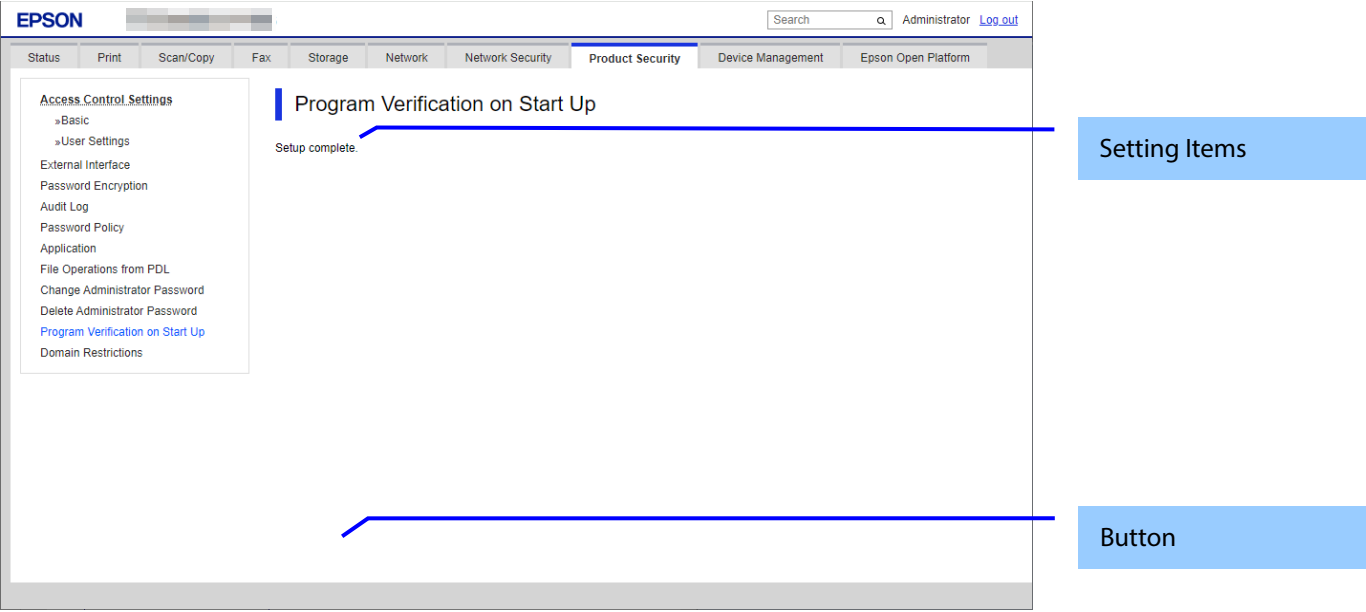 EPSON
Search
Administrator Log out
Status Print Scan/Copy Fax Storage Network Network Security Product Security Device Management Epson Open Platform
Access Control Settings
»Basic
»User Settings
External Interface
Password Encryption
Audit Log
Password Policy
Application
File Operations from PDL
Change Administrator Password
Delete Administrator Password
Program Verification on Start Up
Domain Restrictions
Program Verification on Start Up
Setup complete.
Setting Items
Button